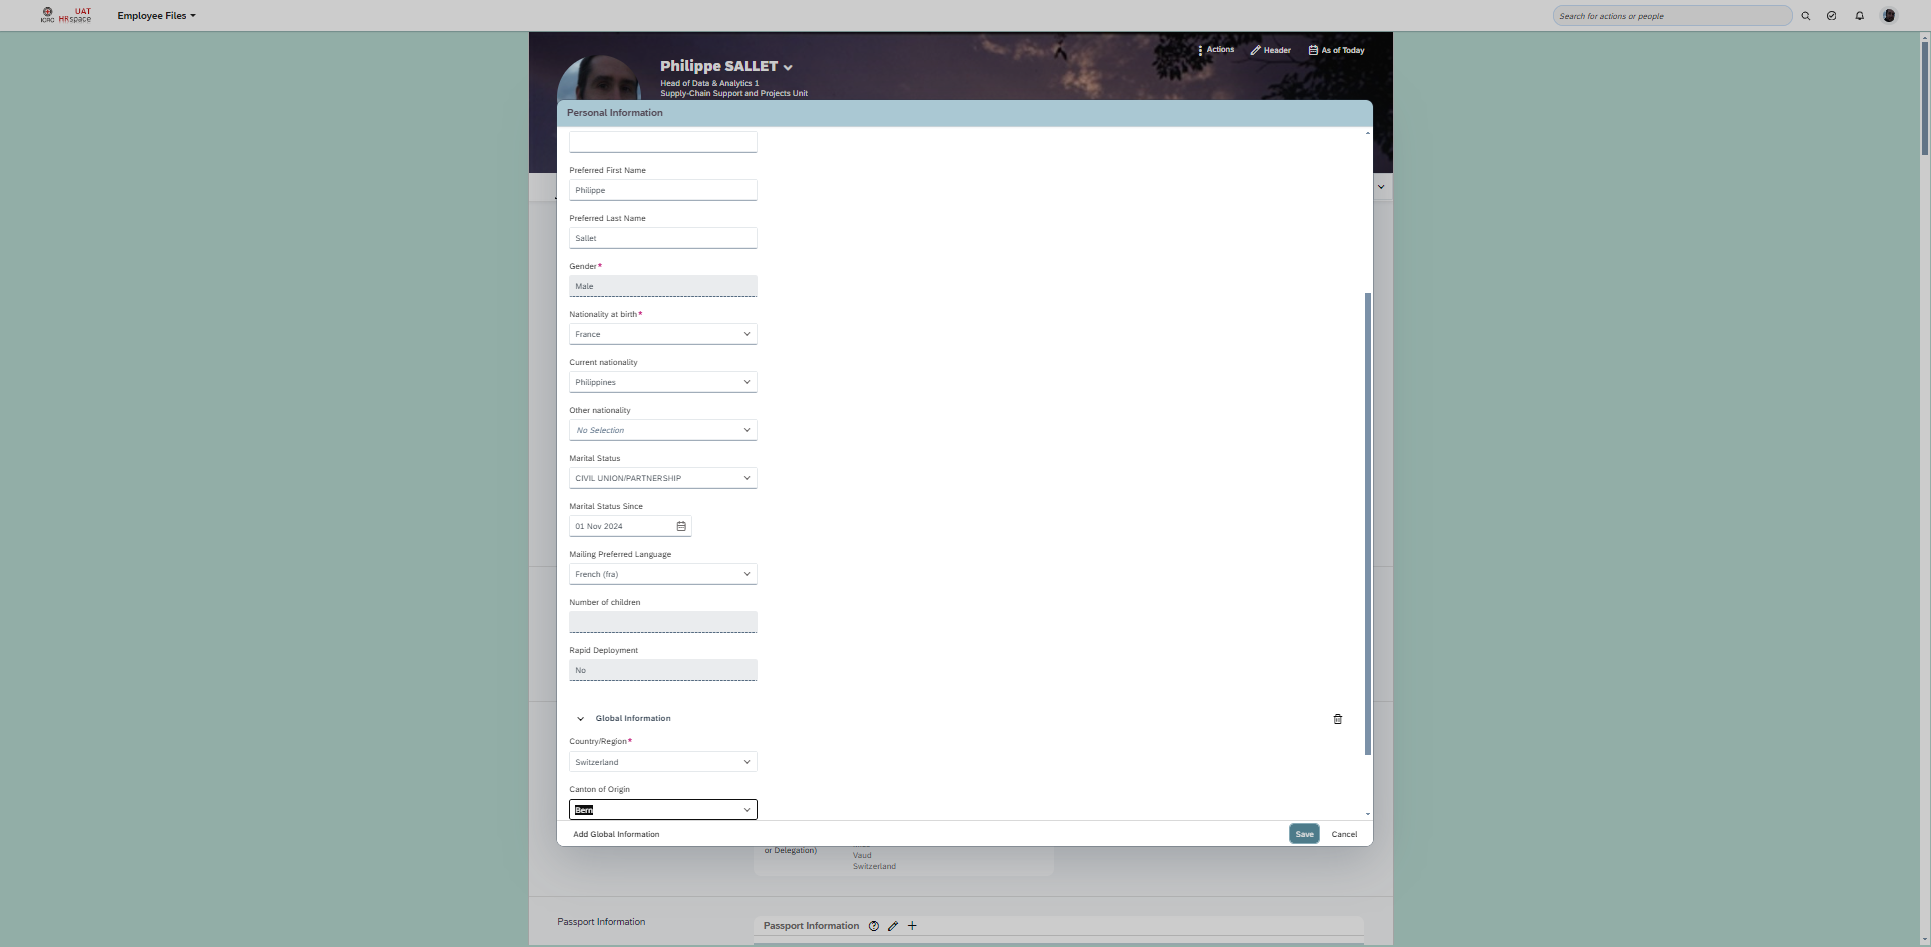 ICRC
UAT
HRspace
Employee Files
Search for actions or people
Actions
Header
As of Today
Philippe SALLET
Head of Data & Analytics 1
Supply-Chain Support and Projects Unit
Personal Information
Preferred First Name
Philippe
Preferred Last Name
Sallet
Gender*
Male
Nationality at birth*
France
Current nationality
Philippines
Other nationality
No Selection
Marital Status
CIVIL UNION/PARTNERSHIP
Marital Status Since
01 Nov 2024
Mailing Preferred Language
French (fra)
Number of children
Rapid Deployment
No
Global Information
Country/Region*
Switzerland
Canton of Origin
Bern
Add Global Information
Save
Cancel
or Delegation)
Vaud
Switzerland
Passport Information
Passport Information